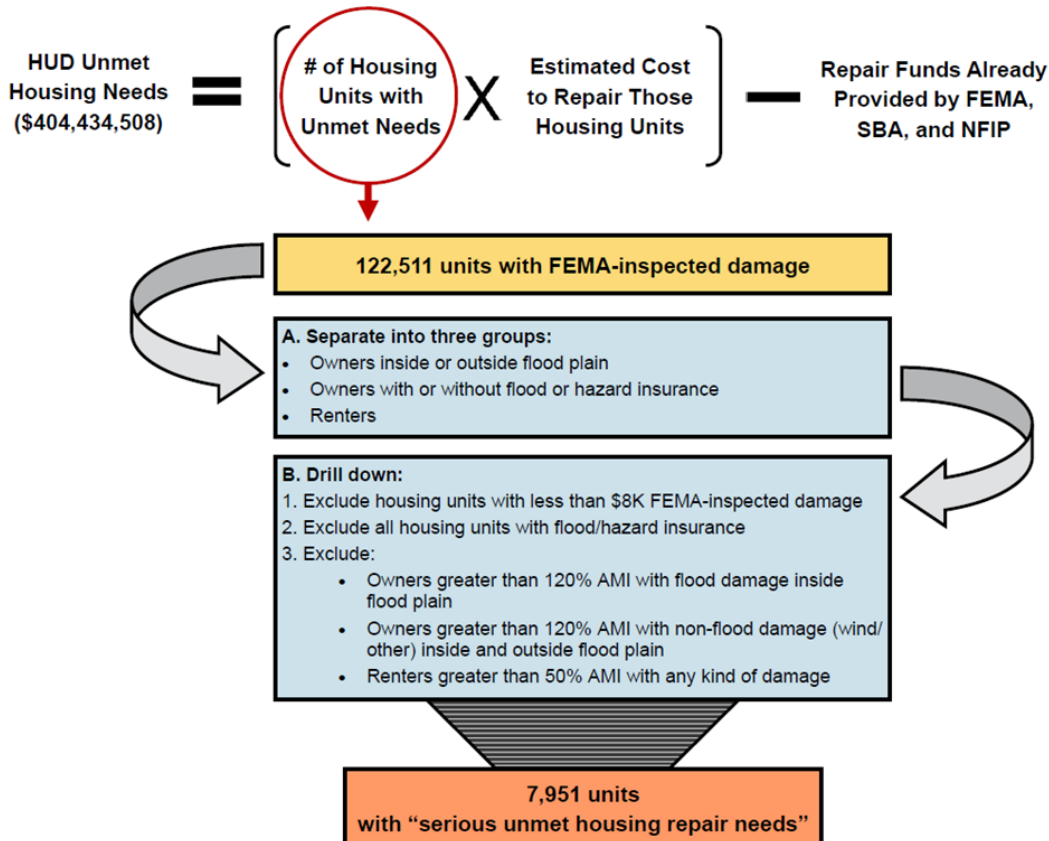 HUD Unmet
Housing Needs
($404,434,508)
=
# of Housing
Units with
Unmet Needs
X
Estimated Cost
to Repair Those
Housing Units
—
Repair Funds Already
Provided by FEMA,
SBA, and NFIP
122,511 units with FEMA-inspected damage
A. Separate into three groups:
• Owners inside or outside flood plain
• Owners with or without flood or hazard insurance
• Renters
B. Drill down:
1. Exclude housing units with less than $8K FEMA-inspected damage
2. Exclude all housing units with flood/hazard insurance
3. Exclude:
• Owners greater than 120% AMI with flood damage inside
flood plain
• Owners greater than 120% AMI with non-flood damage (wind/
other) inside and outside flood plain
• Renters greater than 50% AMI with any kind of damage
7,951 units
with “serious unmet housing repair needs”